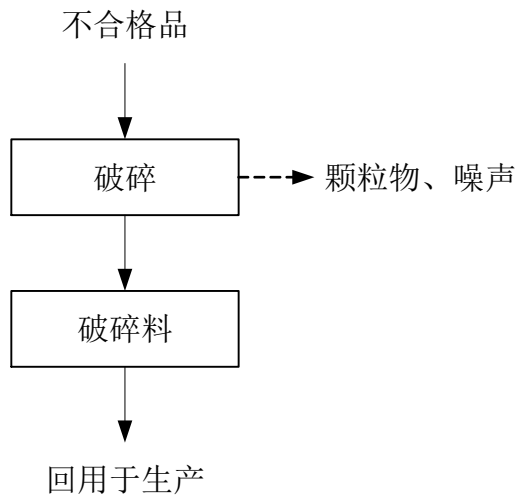 不合格品
破碎
颗粒物、噪声
破碎料
回用于生产